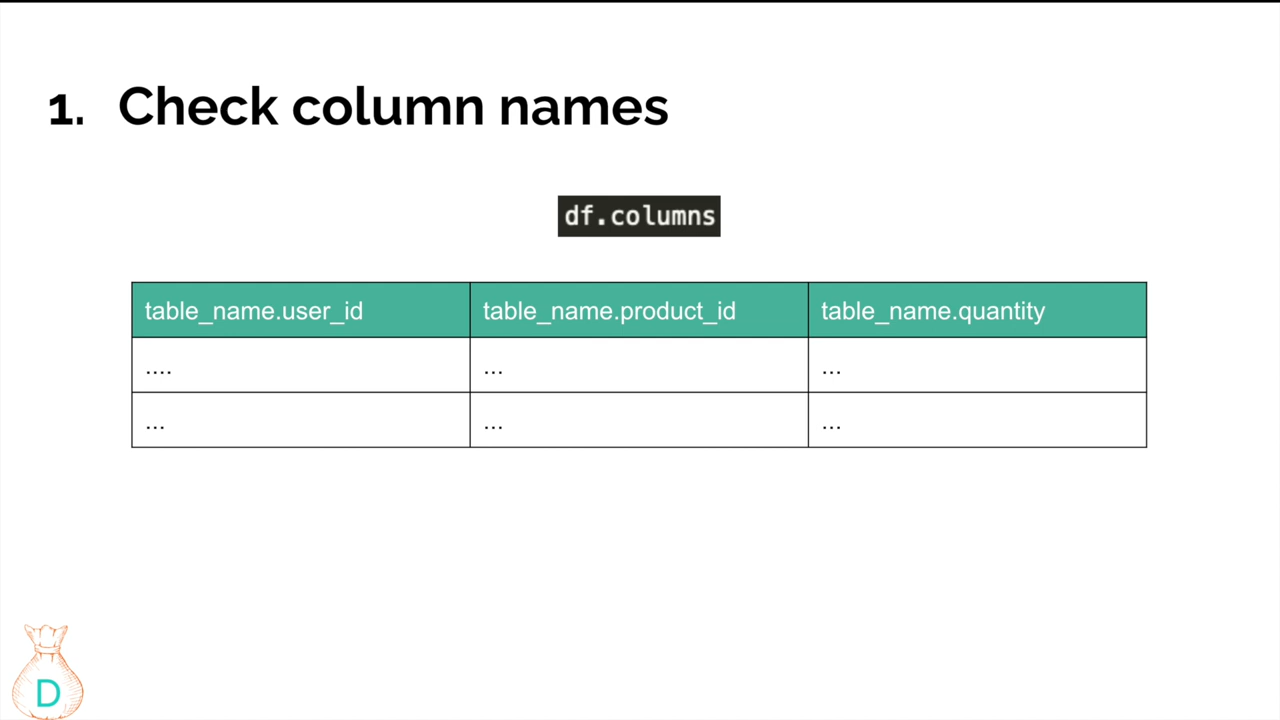 1. Check column names
df.columns
table_name.user_id table_name.product_id table_name.quantity
.... ... ...
... ... ...
D